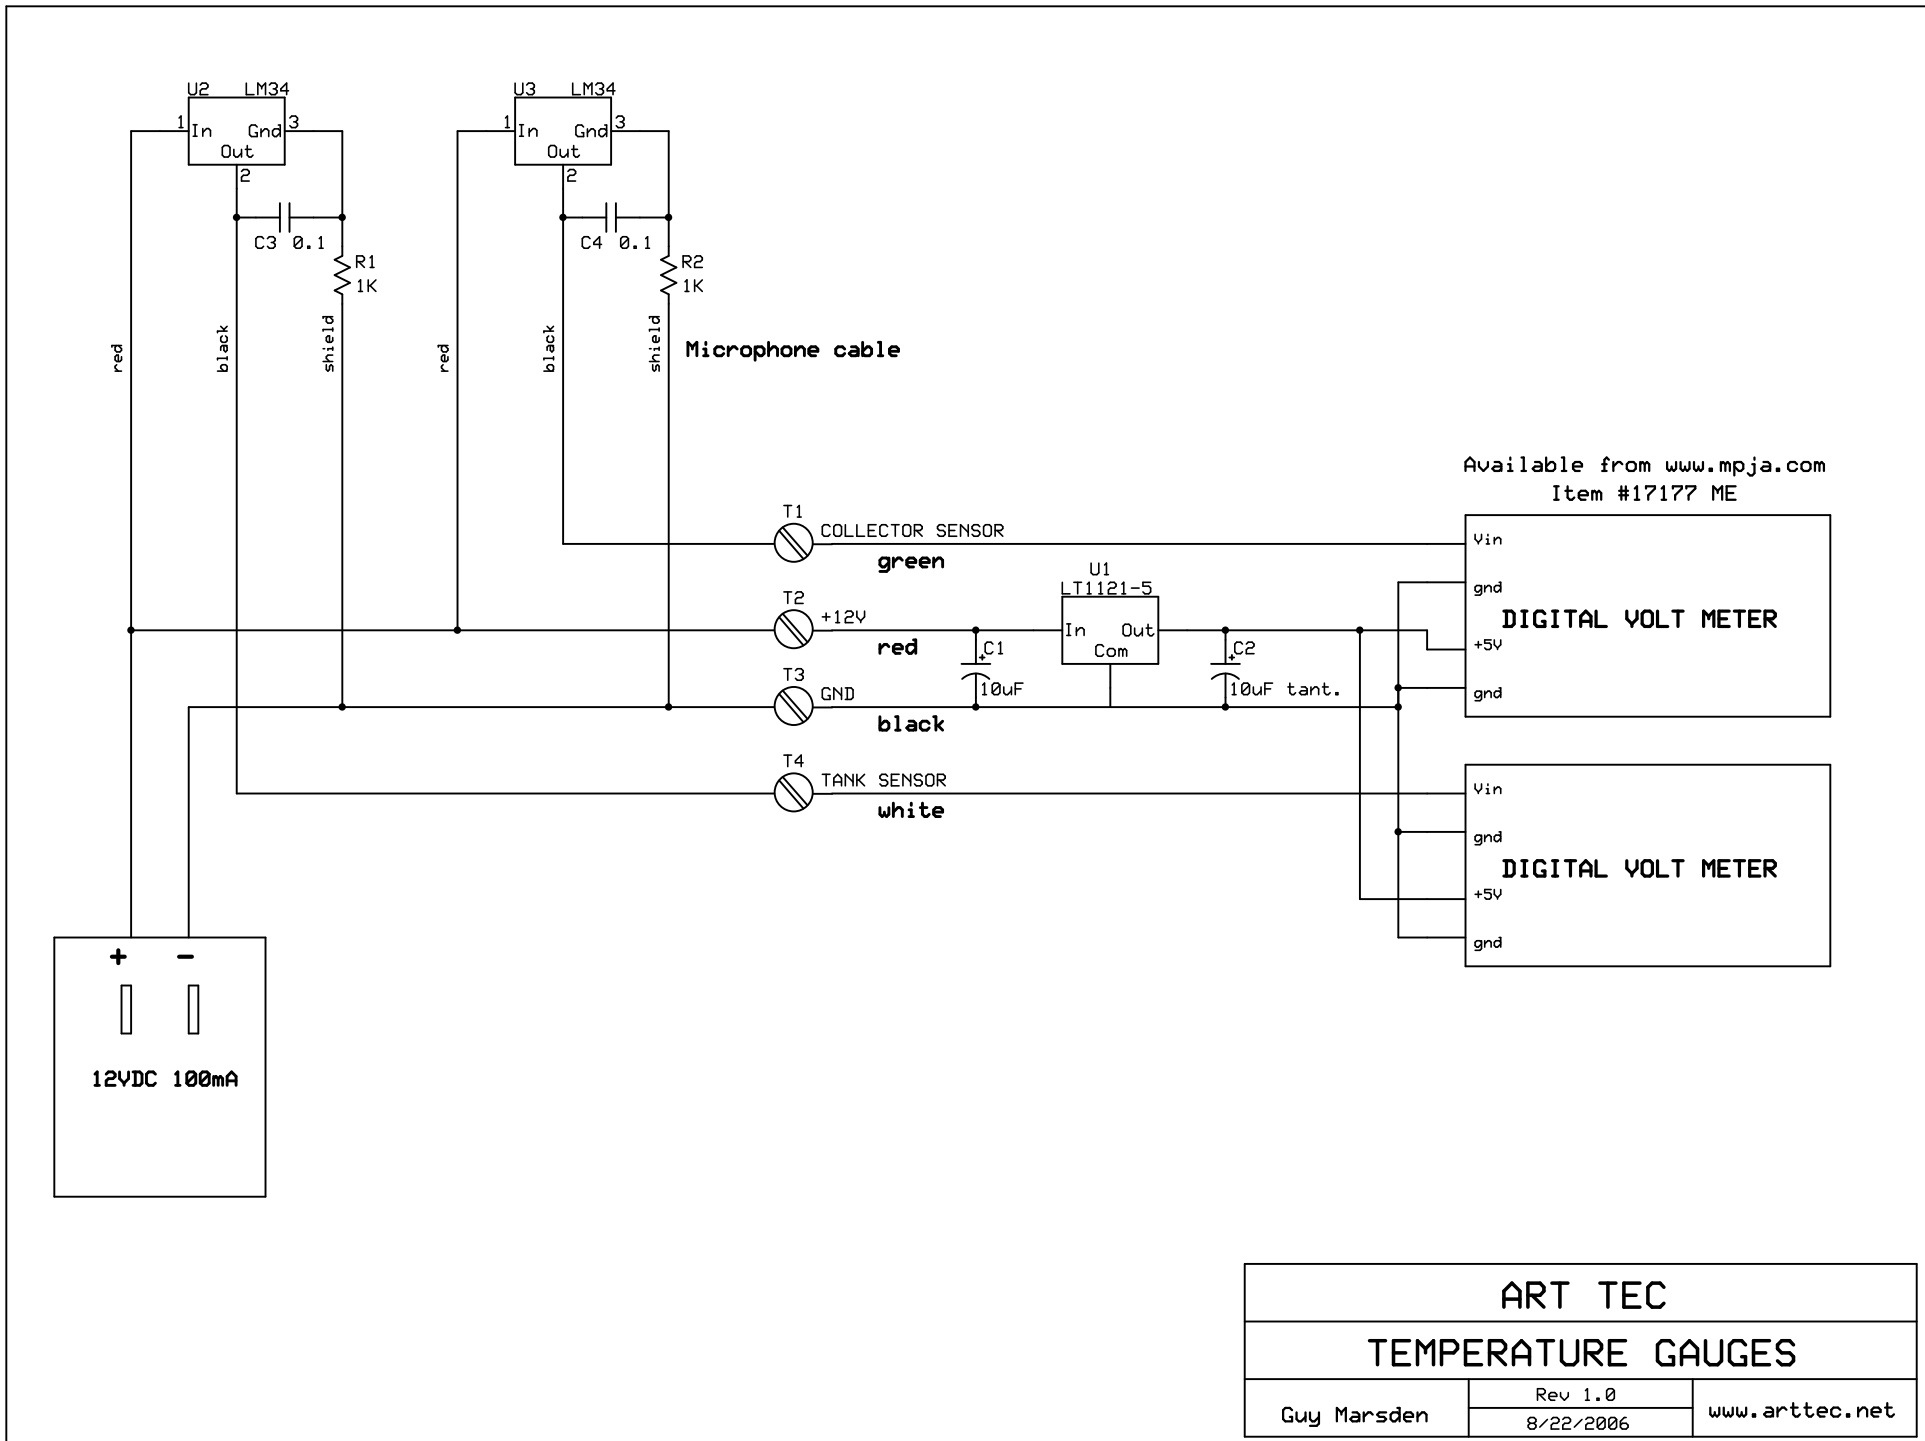 U2 LM34
1 In Gnd 3
Out
2
C3 0.1
R1
1K
red
black
shield
U3 LM34
1 In Gnd 3
Out
2
C4 0.1
R2
1K
red
black
shield
Microphone cable
T1
COLLECTOR SENSOR
green
T2
+12V
red
T3
GND
black
T4
TANK SENSOR
white
U1
LT1121-5
In Out
Com
+ C1
10uF
+ C2
10uF tant.
Available from www.mpja.com
Item #17177 ME
Vin
gnd
DIGITAL VOLT METER
+5V
gnd
Vin
gnd
DIGITAL VOLT METER
+5V
gnd
+ -
12VDC 100mA
ART TEC
TEMPERATURE GAUGES
Guy Marsden
Rev 1.0
8/22/2006
www.arttec.net